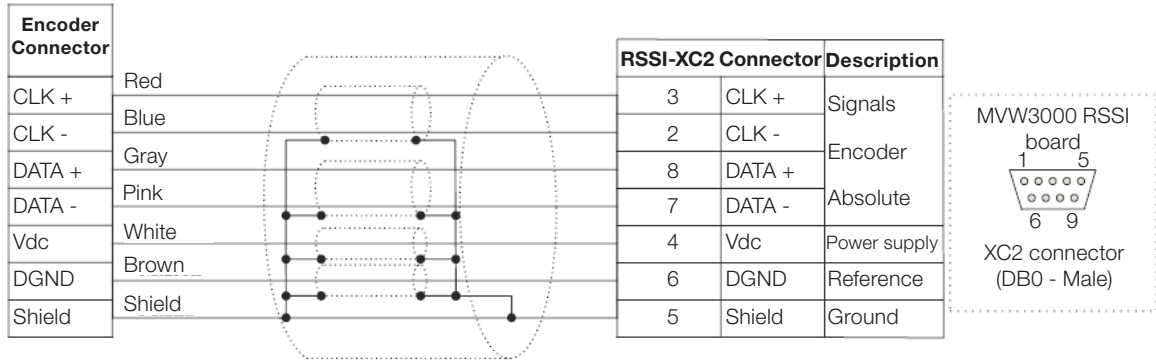 Encoder
Connector
CLK +
CLK -
DATA +
DATA -
Vdc
DGND
Shield
Red
Blue
Gray
Pink
White
Brown
Shield
RSSI-XC2 Connector Description
3 CLK + Signals
2 CLK - Encoder
8 DATA + Absolute
7 DATA -
4 Vdc Power supply
6 DGND Reference
5 Shield Ground
MVW3000 RSSI
board
1 5
6 9
XC2 connector
(DB0 - Male)